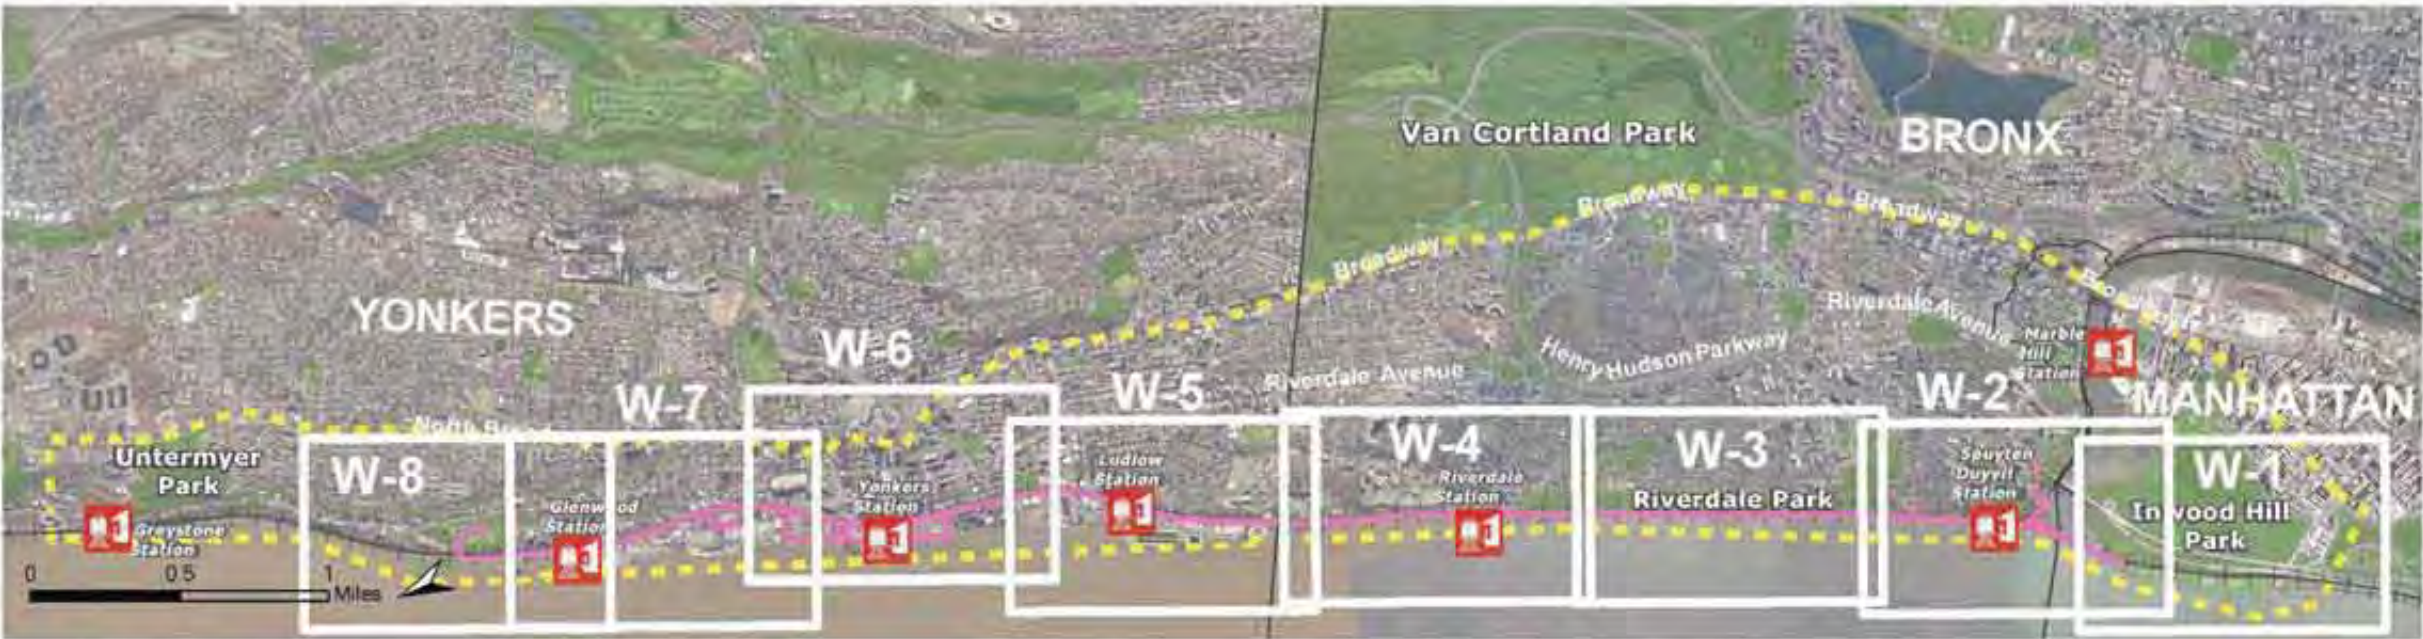 Van Cortland Park
BRONX
Broadway
Broadway
Broadway
YONKERS
W-6
Riverdale Avenue
Henry Hudson Parkway
Riverdale Avenue
Marble
Hill
Station
W-7
W-5
W-2
MANHATTAN
Untermyer
Park
W-8
W-4
W-3
W-1
Glenwood
Station
Yonkers
Station
Ludlow
Station
Riverdale
Station
Riverdale Park
Spuyten
Duyvil
Station
Inwood Hill
Park
Greystone
Station
0 0 5 1
Miles